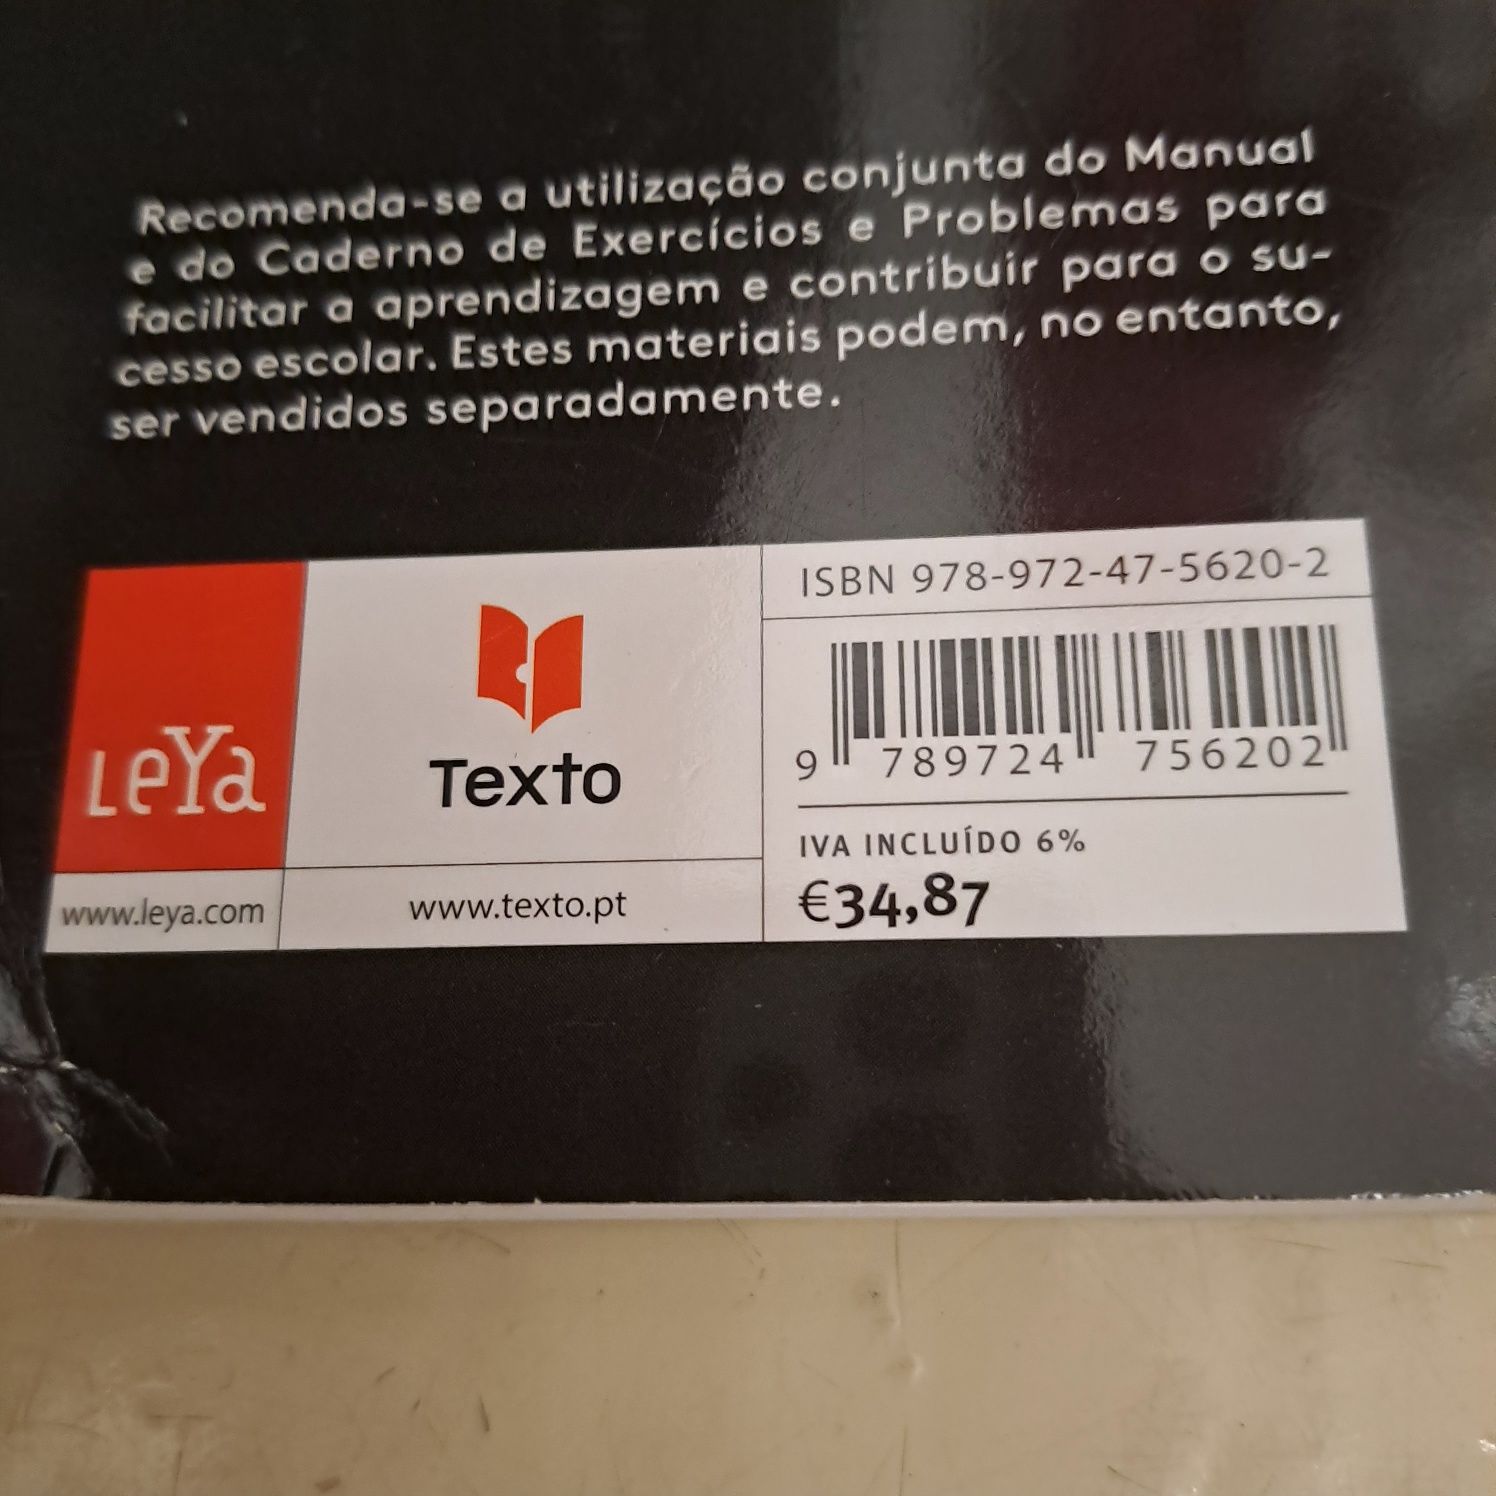 Recomenda-se a utilização conjunta do Manual
e do Caderno de Exercícios e Problemas para
facilitar a aprendizagem e contribuir para o su-
cesso escolar. Estes materiais podem, no entanto,
ser vendidos separadamente.
LeYa
www.leya.com
Texto
www.texto.pt
ISBN 978-972-47-5620-2
9 789724 756202
IVA INCLUÍDO 6%
€34,87